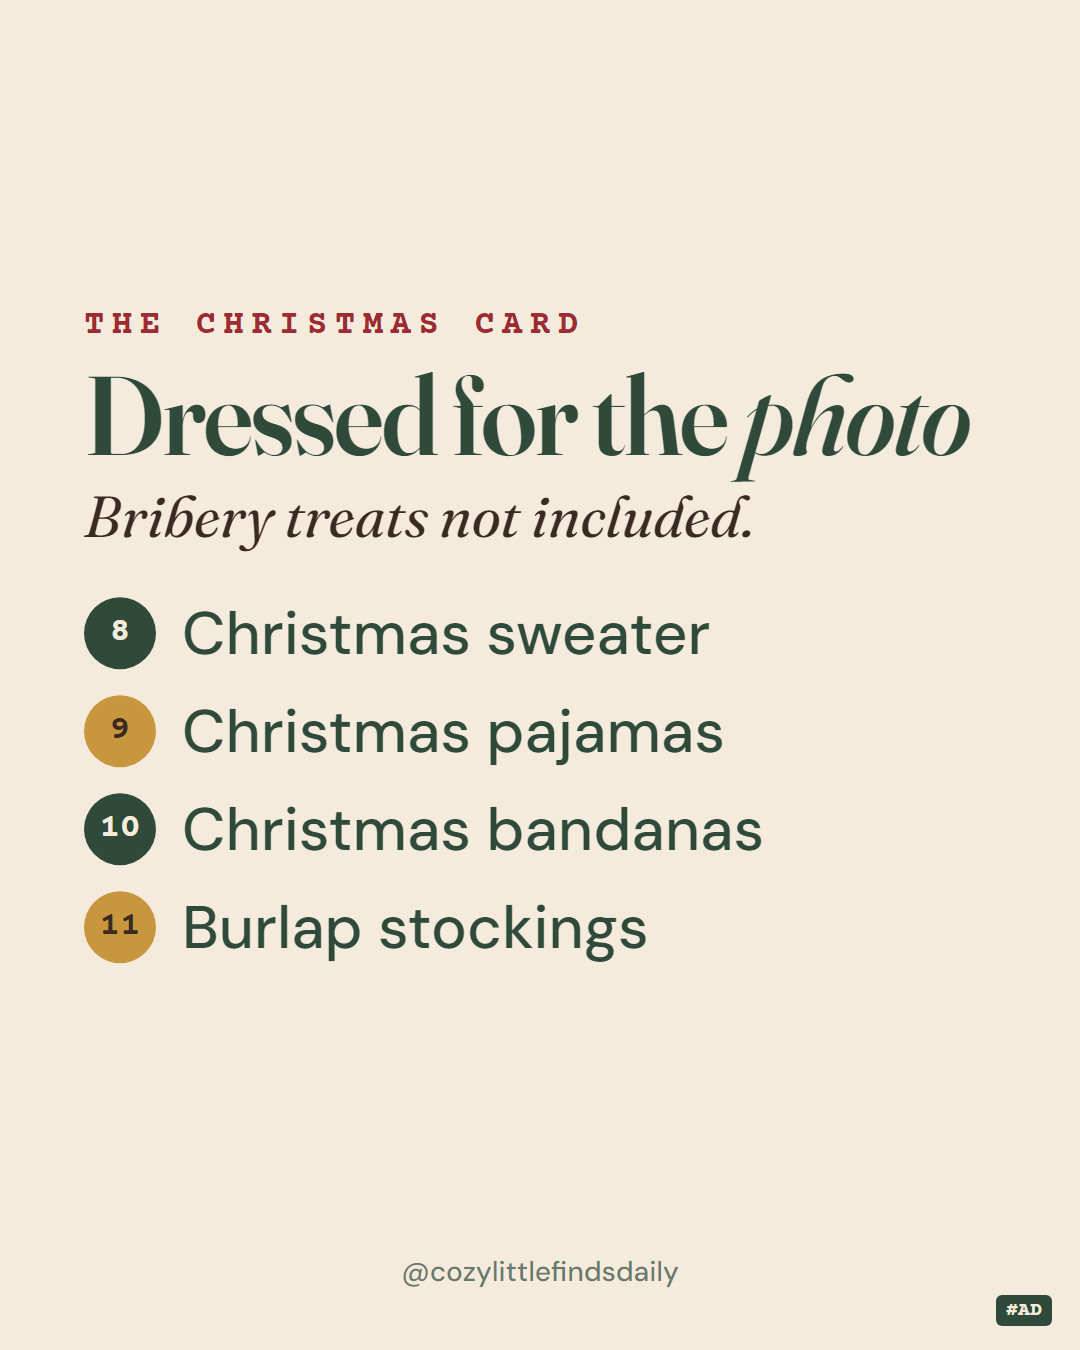 THE CHRISTMAS CARD
Dressed for the photo
Bribery treats not included.
8 Christmas sweater
9 Christmas pajamas
10 Christmas bandanas
11 Burlap stockings
@cozylittlefindsdaily
#AD